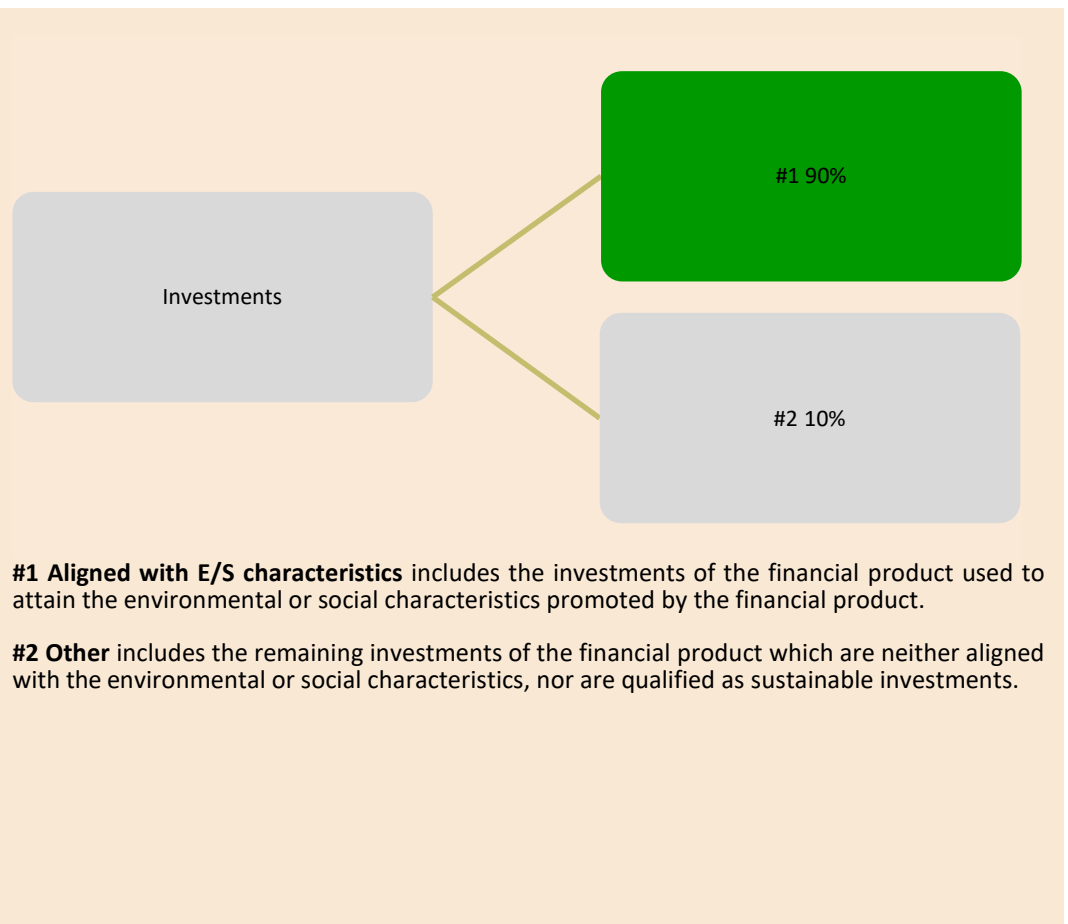 #1 90%
Investments
#2 10%
#1 Aligned with E/S characteristics includes the investments of the financial product used to
attain the environmental or social characteristics promoted by the financial product.
#2 Other includes the remaining investments of the financial product which are neither aligned
with the environmental or social characteristics, nor are qualified as sustainable investments.